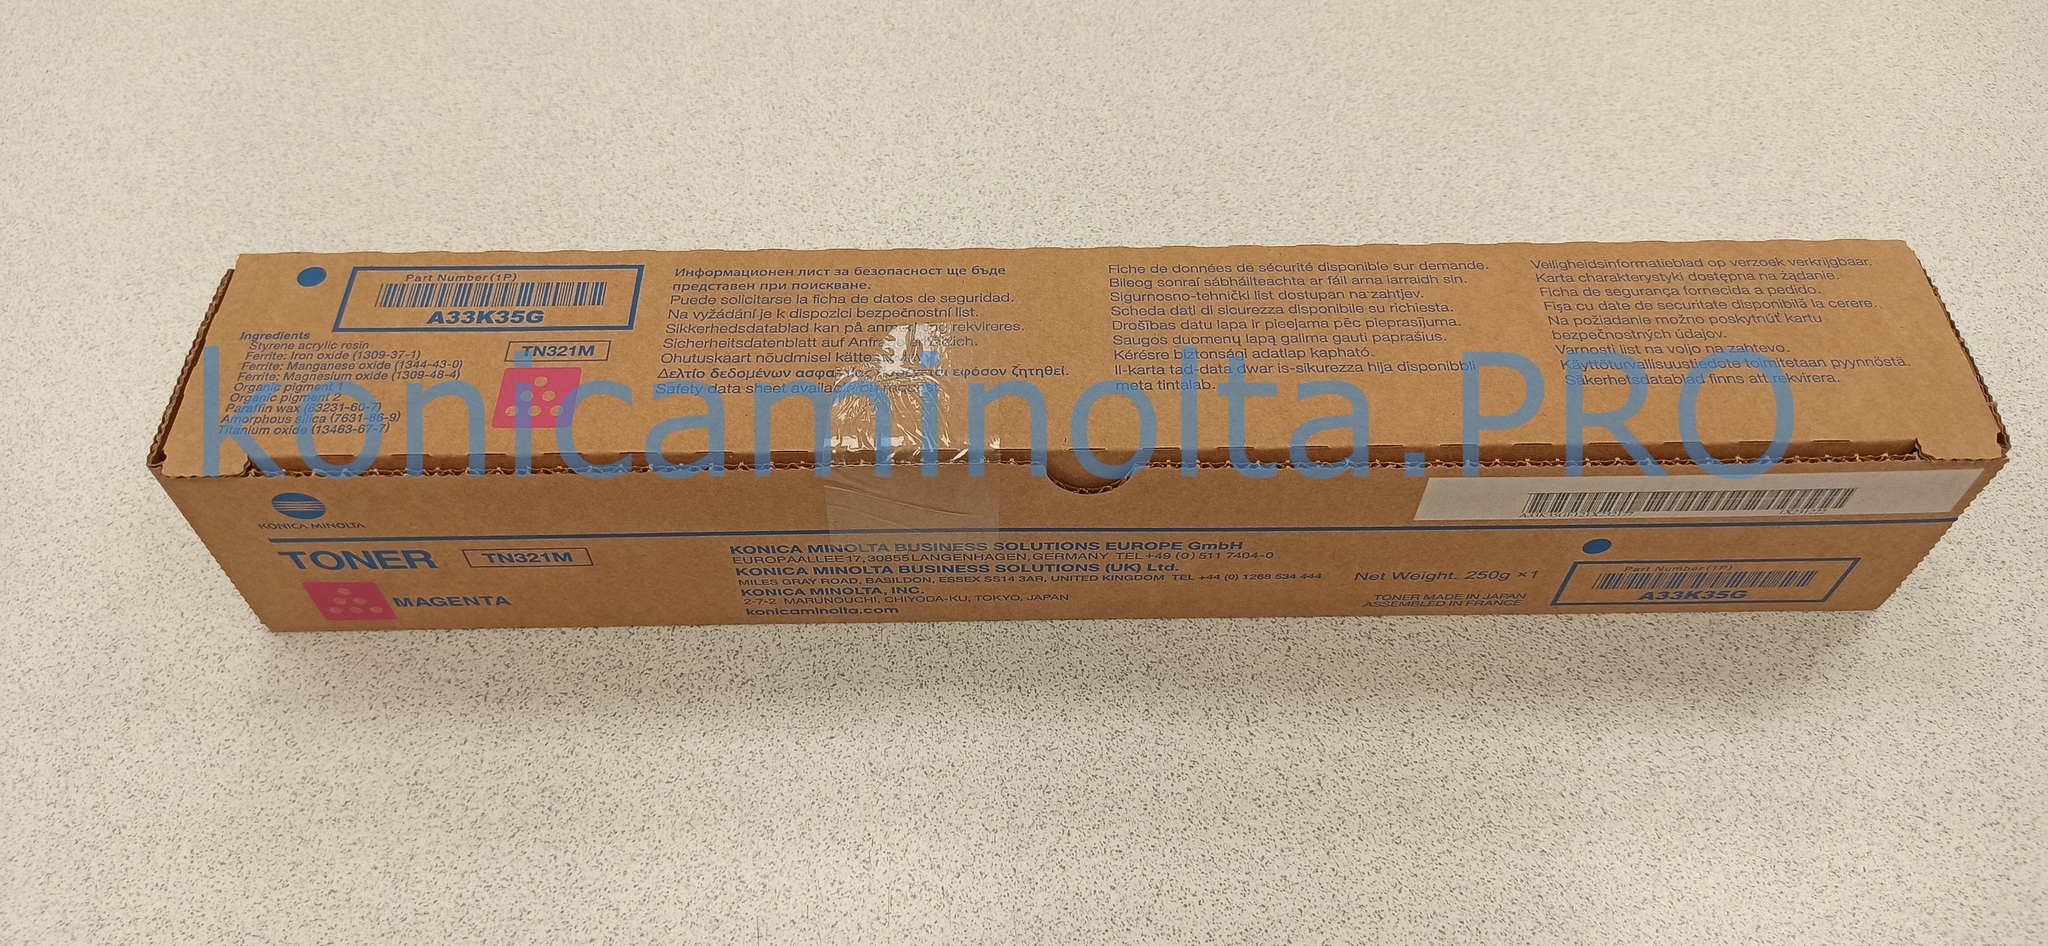 Part Number(1P)
A33K35G
Ingredients
Styrene acrylic resin
Ferrite: Iron oxide (1309-37-1)
Ferrite: Manganese oxide (1344-43-0)
Ferrite: Magnesium oxide (1309-48-4)
Organic pigment 1
Organic pigment 2
Paraffin wax (63231-60-7)
Amorphous silica (7631-86-9)
Titanium oxide (13463-67-7)
TN321M
Информационен лист за безопасност ще бъде
представен при поискване.
Puede solicitarse la ficha de datos de seguridad.
Na vyžádání je k dispozici bezpečnostní list.
Sikkerhedsdatablad kan på rekvireres.
Sicherheitsdatenblatt auf
Ohutuskaart nõudmisel
Δελτίο δεδομένων εφόσον ζητηθεί.
Safety data sheet
Fiche de données de sécurité disponible sur demande.
Bileog sonraí sábháilteachta ar fáil arna iarraidh sin.
Sigurnosno-tehnički list dostupan na zahtjev.
Scheda dati di sicurezza disponibile su richiesta.
Drošības datu lapa ir pieejama pēc pieprasījuma.
Saugos duomenų lapą galima gauti paprašius.
Kérésre biztonsági adatlap kapható.
Il-karta tad-data dwar is-sikurezza hija disponibbli
meta tintalab.
Veiligheidsinformatieblad op verzoek verkrijgbaar.
Karta charakterystyki dostępna na żądanie.
Ficha de segurança fornecida a pedido.
Fişa cu date de securitate disponibilă la cerere.
Na požiadanie možno poskytnúť kartu
bezpečnostných údajov.
Varnosti list na voljo na zahtevo.
Käyttöturvallisuustiedote toimitetaan pyynnöstä.
Säkerhetsdatablad finns att rekvirera.
konicaminolta.PRO
KONICA MINOLTA
TONER
TN321M
MAGENTA
KONICA MINOLTA BUSINESS SOLUTIONS EUROPE GmbH
EUROPAALLEE 17, 30855 LANGENHAGEN, GERMANY TEL +49 (0) 511 7404-0
KONICA MINOLTA BUSINESS SOLUTIONS (UK) Ltd.
MILES GRAY ROAD, BASILDON, ESSEX SS14 3AR, UNITED KINGDOM TEL +44 (0) 1268 534 444
KONICA MINOLTA, INC.
2-7-2 MARUNOUCHI, CHIYODA-KU, TOKYO, JAPAN
konicaminolta.com
Net Weight. 250g ×1
TONER MADE IN JAPAN
ASSEMBLED IN FRANCE
Part Number(1P)
A33K35G